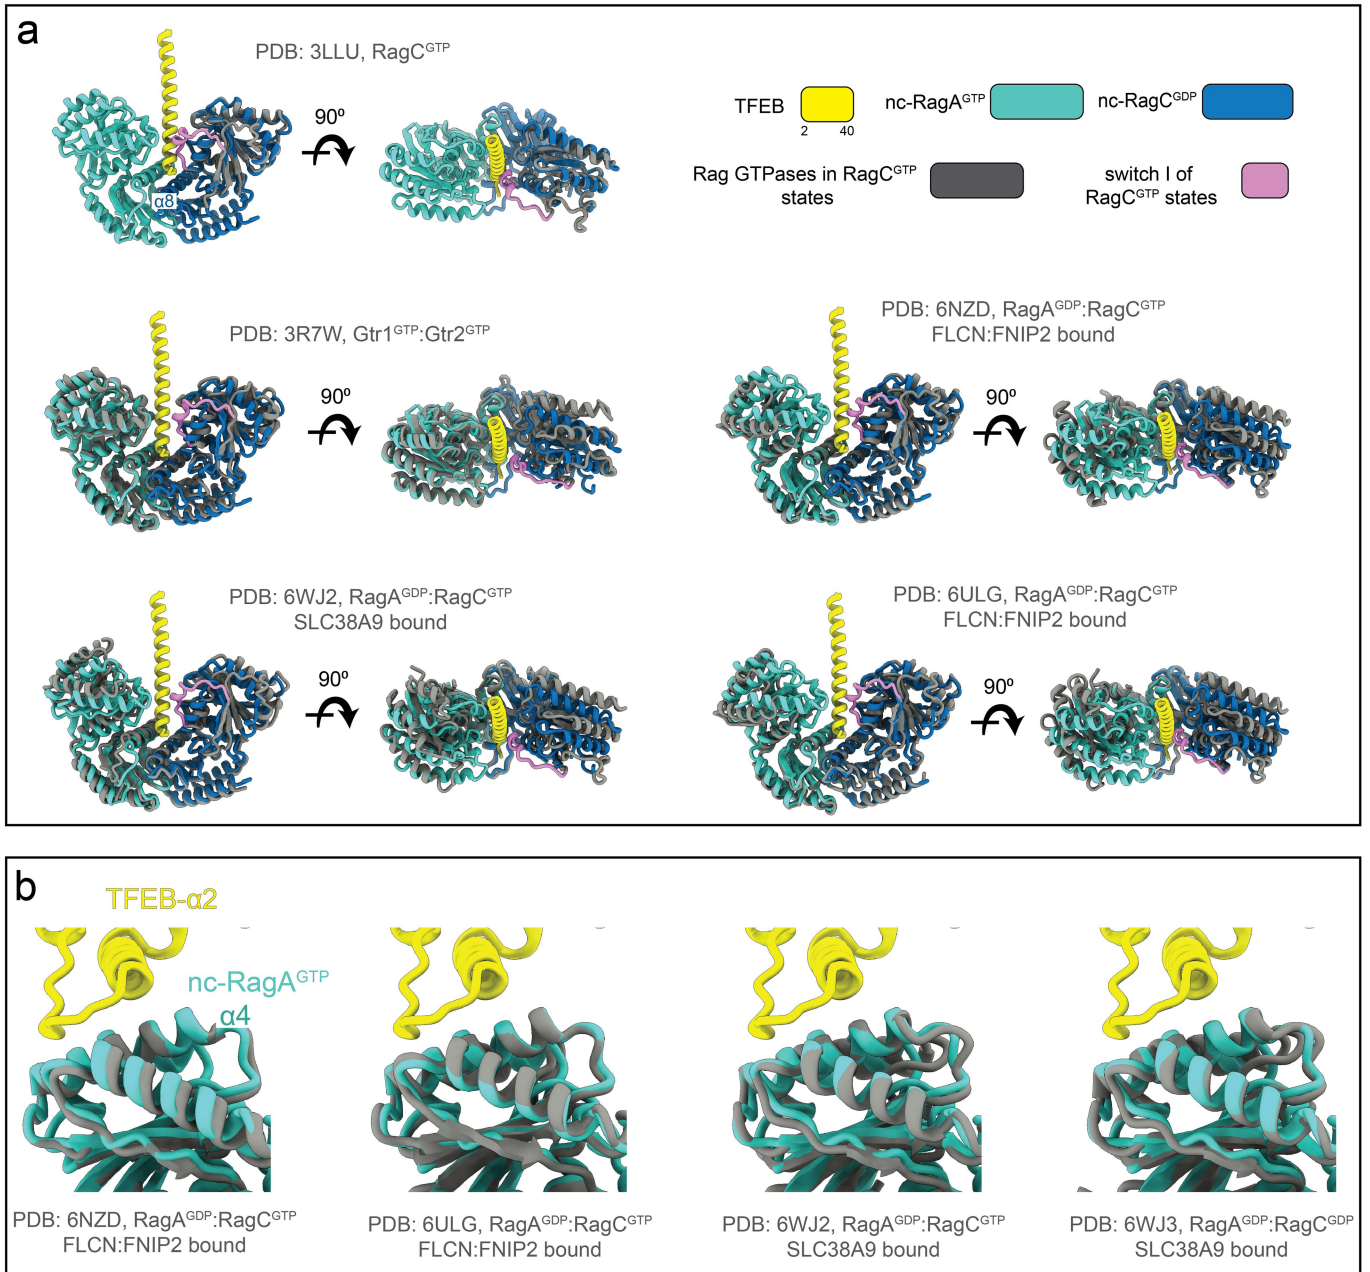 a
PDB: 3LLU, RagCGTP
90º
α8
TFEB
2 40
nc-RagAGTP
nc-RagCGDP
Rag GTPases in RagCGTP
states
switch I of
RagCGTP states
PDB: 3R7W, Gtr1GTP:Gtr2GTP
90º
PDB: 6NZD, RagAGDP:RagCGTP
FLCN:FNIP2 bound
90º
PDB: 6WJ2, RagAGDP:RagCGTP
SLC38A9 bound
90º
PDB: 6ULG, RagAGDP:RagCGTP
FLCN:FNIP2 bound
90º
b
TFEB-α2
nc-RagAGTP
α4
PDB: 6NZD, RagAGDP:RagCGTP
FLCN:FNIP2 bound
PDB: 6ULG, RagAGDP:RagCGTP
FLCN:FNIP2 bound
PDB: 6WJ2, RagAGDP:RagCGTP
SLC38A9 bound
PDB: 6WJ3, RagAGDP:RagCGDP
SLC38A9 bound